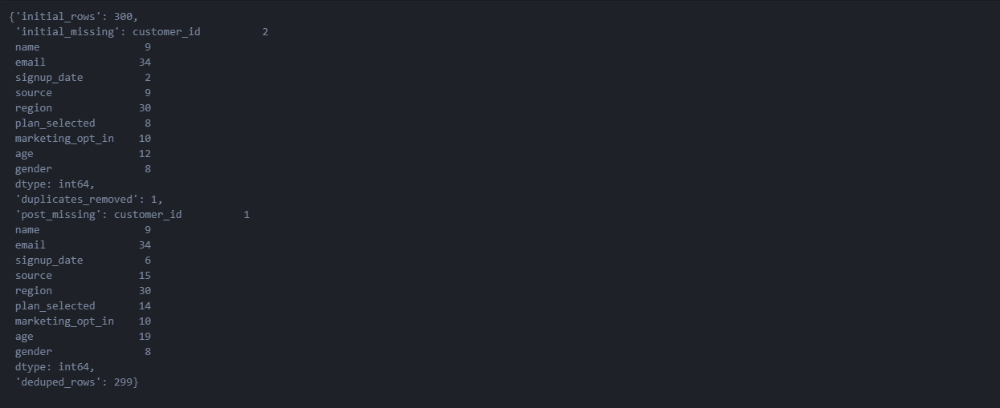 {'initial_rows': 300,
 'initial_missing': customer_id          2
 name                 9
 email               34
 signup_date          2
 source               9
 region              30
 plan_selected        8
 marketing_opt_in    10
 age                 12
 gender               8
 dtype: int64,
 'duplicates_removed': 1,
 'post_missing': customer_id          1
 name                 9
 email               34
 signup_date          6
 source              15
 region              30
 plan_selected       14
 marketing_opt_in    10
 age                 19
 gender               8
 dtype: int64,
 'deduped_rows': 299}